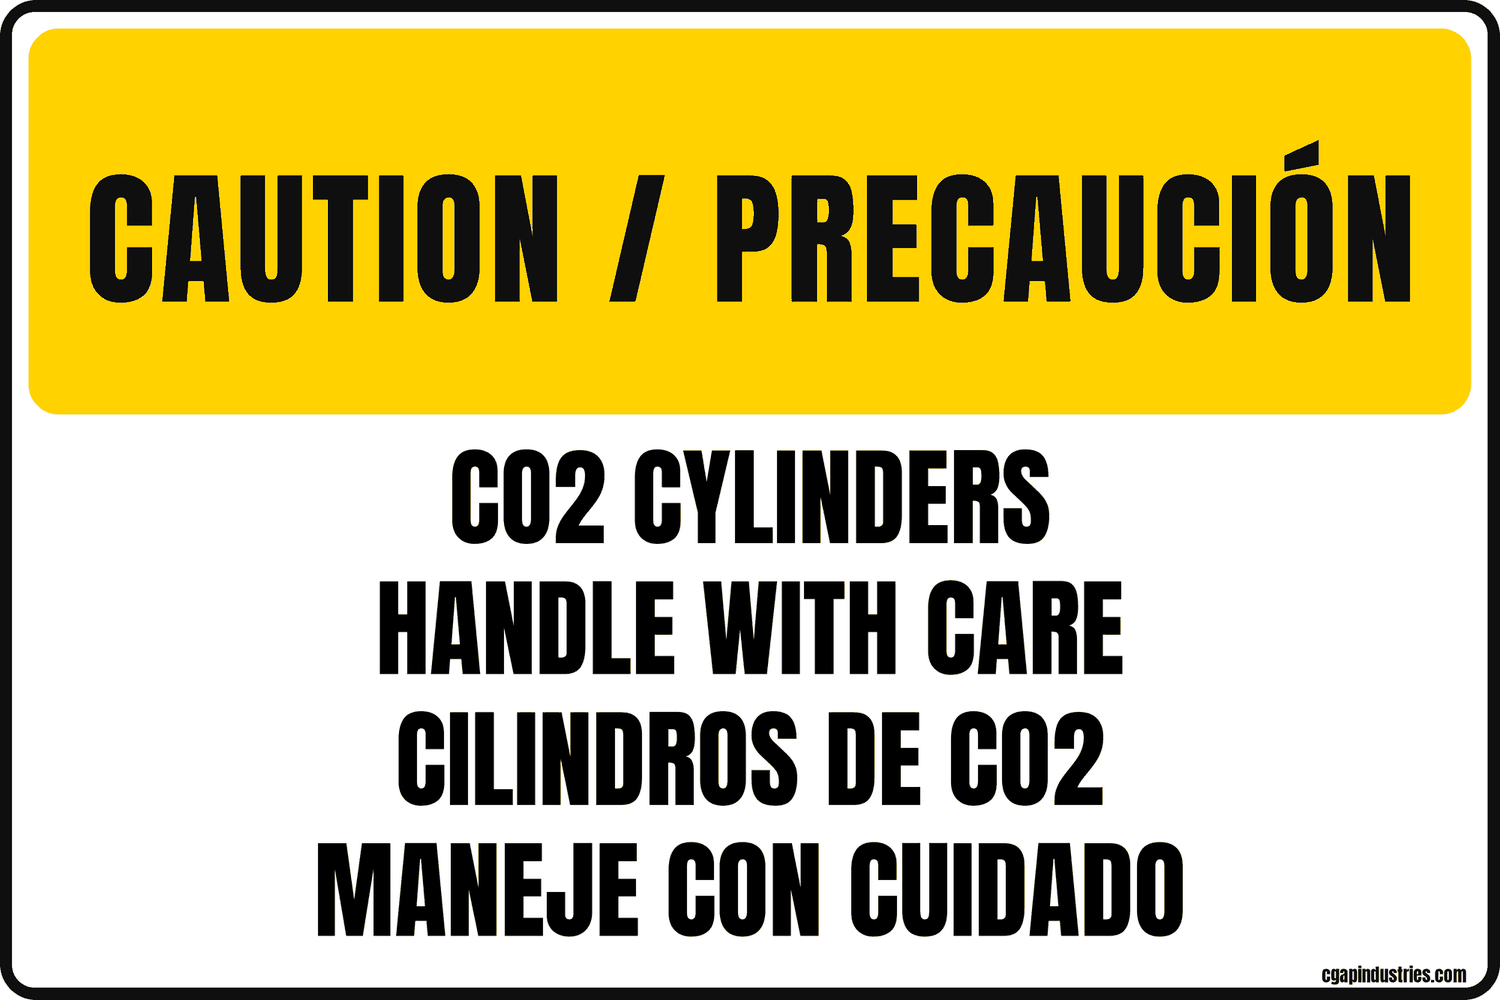 CAUTION / PRECAUCIÓN
CO2 CYLINDERS
HANDLE WITH CARE
CILINDROS DE CO2
MANEJE CON CUIDADO
cgapindustries.com